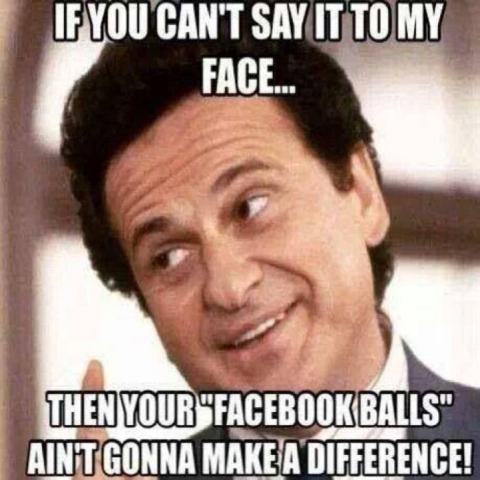 IF YOU CAN'T SAY IT TO MY
FACE...
THEN YOUR "FACEBOOK BALLS"
AIN'T GONNA MAKE A DIFFERENCE!